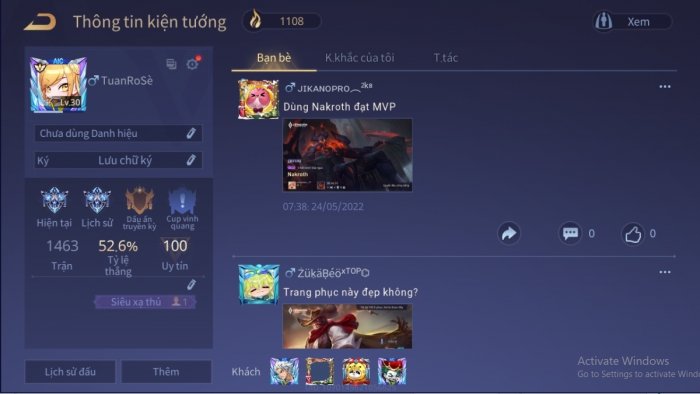 Thông tin kiện tướng
1108
Xem
AIC
Lv.30
TuanRoSè
Chưa dùng Danh hiệu
Ký
Lưu chữ ký
Hiện tại
Lịch sử
Dấu ấn truyền kỳ
Cup vinh quang
1463
52.6%
100
Trận
Tỷ lệ thắng
Uy tín
Siêu xạ thủ
1
Lịch sử đấu
Thêm
Bạn bè
K.khắc của tôi
T.tác
Dùng Nakroth đạt MVP
Nakroth
07:38 24/05/2022
0
0
Trang phục này đẹp không?
Khách
Activate Windows
Go to Settings to activate Windo